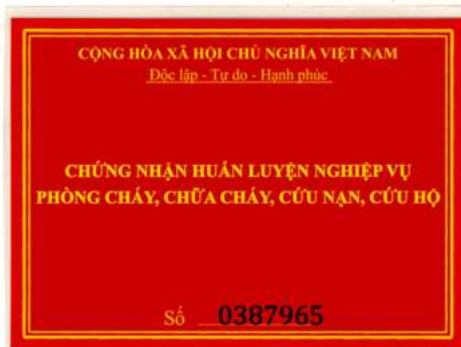 CỘNG HÒA XÃ HỘI CHỦ NGHĨA VIỆT NAM
Độc lập - Tự do - Hạnh phúc
CHỨNG NHẬN HUẤN LUYỆN NGHIỆP VỤ
PHÒNG CHÁY, CHỮA CHÁY, CỨU NẠN, CỨU HỘ
Số 0387965